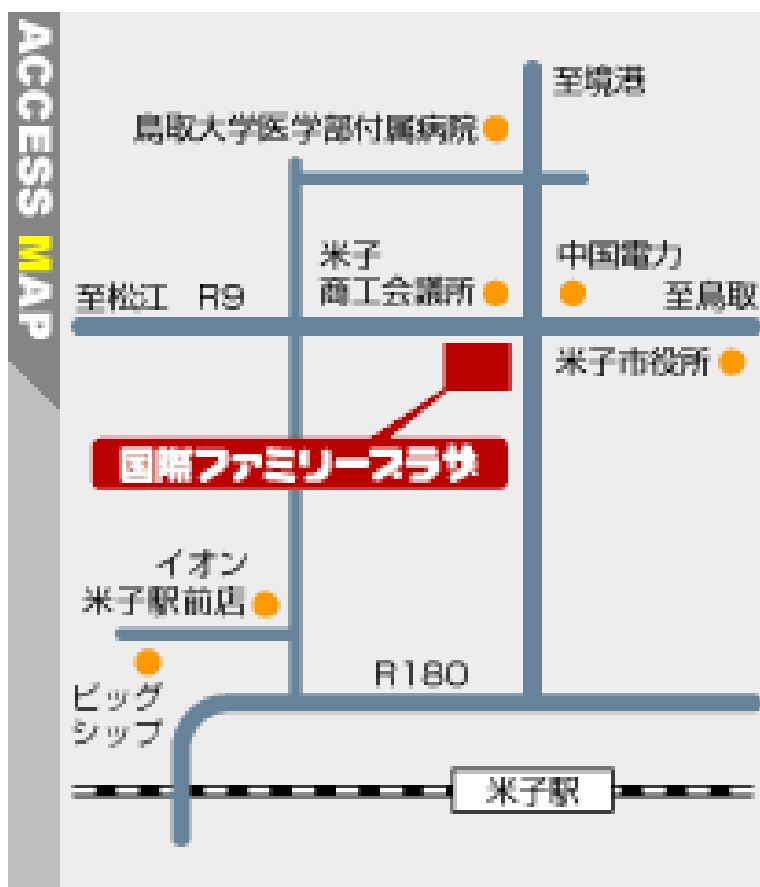 ACCESS MAP
至境港
鳥取大学医学部付属病院
米子
商工会議所
中国電力
至松江 R9
至鳥取
米子市役所
国際ファミリープラザ
イオン
米子駅前店
R180
ビッグ
シップ
米子駅